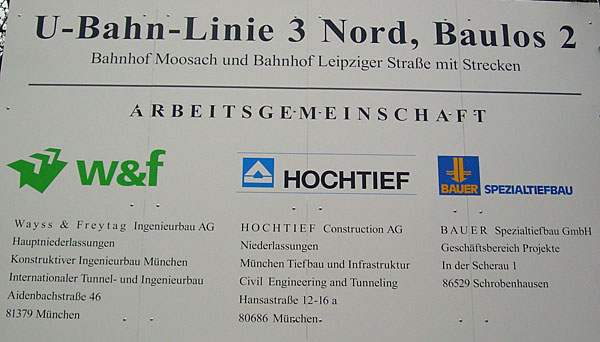 U-Bahn-Linie 3 Nord, Baulos 2
Bahnhof Moosach und Bahnhof Leipziger Straße mit Strecken
ARBEITSGEMEINSCHAFT
w&f
Wayss & Freytag Ingenieurbau AG
Hauptniederlassungen
Konstruktiver Ingenieurbau München
Internationaler Tunnel- und Ingenieurbau
Aidenbachstraße 46
81379 München
HOCHTIEF
HOCHTIEF Construction AG
Niederlassungen
München Tiefbau und Infrastruktur
Civil Engineering and Tunneling
Hansastraße 12-16 a
80686 München
BAUER SPEZIALTIEFBAU
BAUER Spezialtiefbau GmbH
Geschäftsbereich Projekte
In der Scherau 1
86529 Schrobenhausen